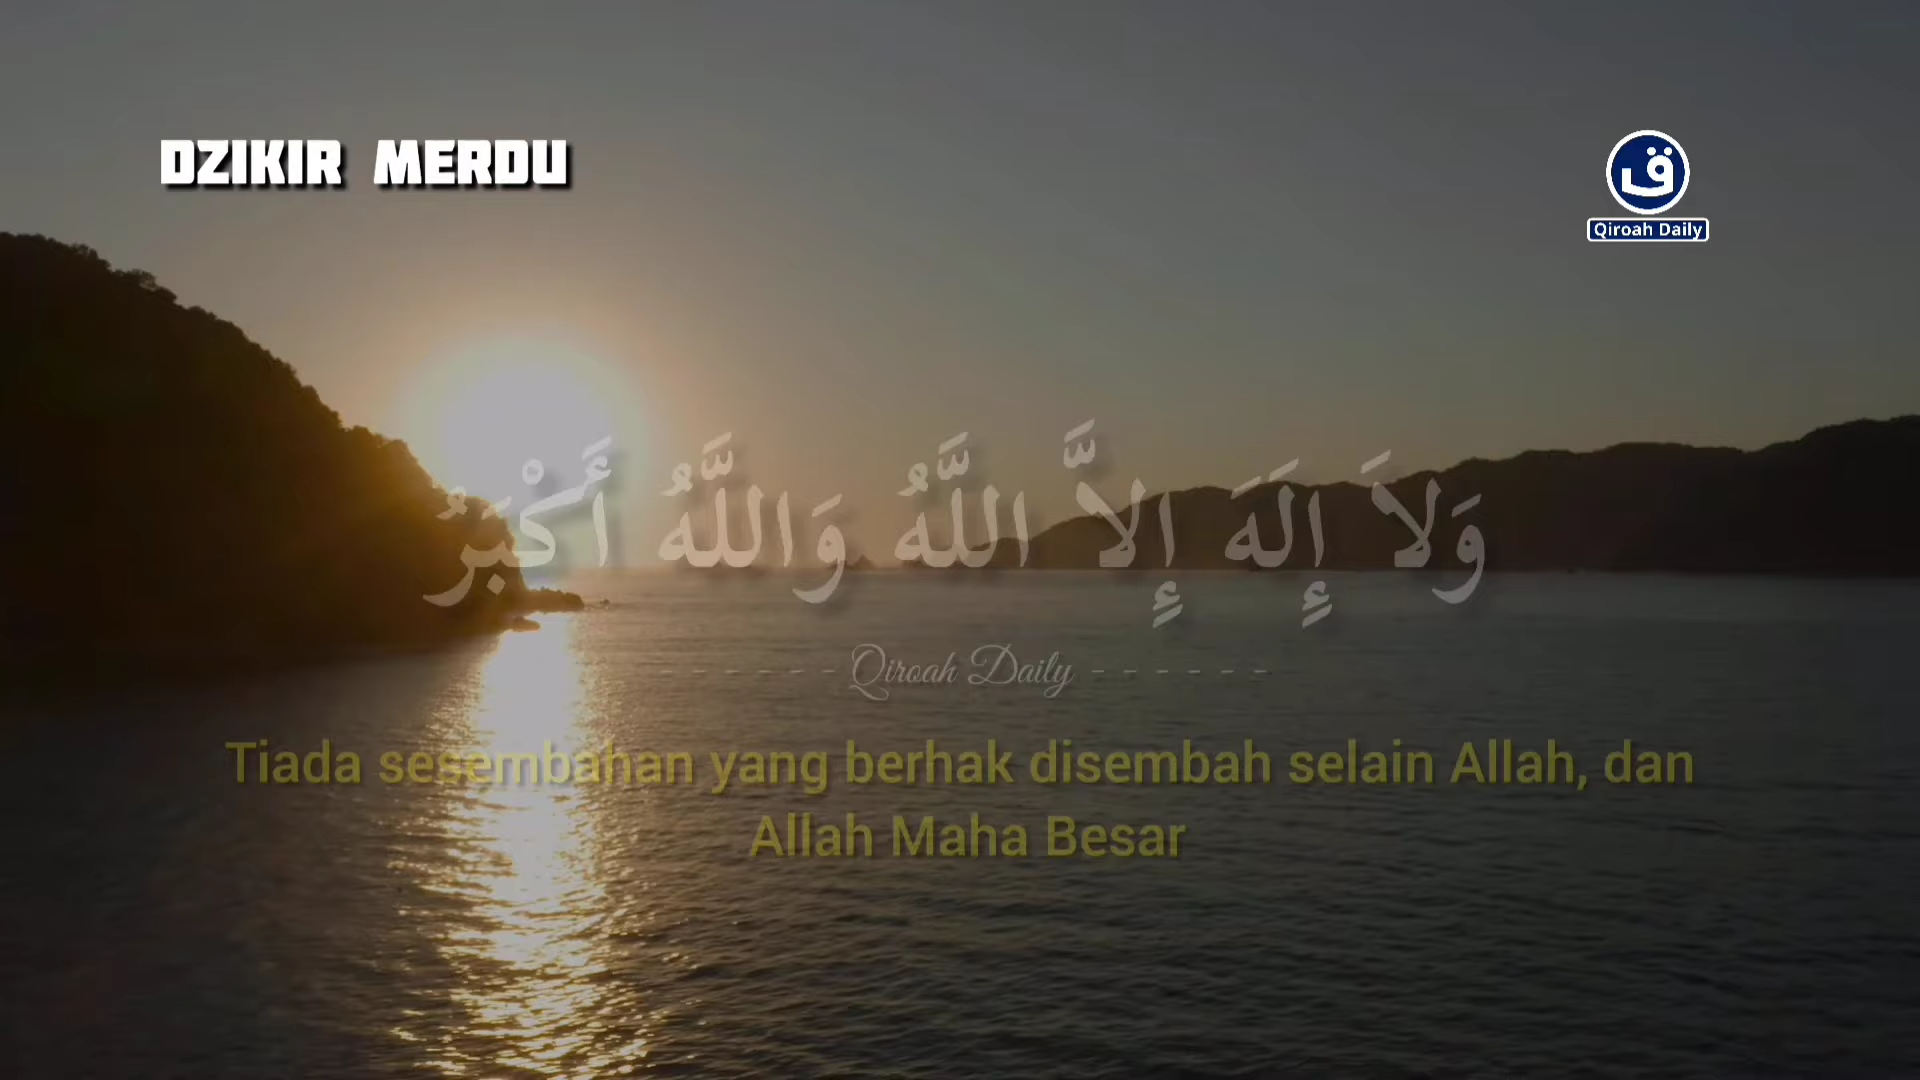 DZIKIR MERDU
ق
Qiroah Daily
وَلاَ إِلَهَ إِلاَّ اللَّهُ وَاللَّهُ أَكْبَرُ
- - - - - - Qiroah Daily - - - - - -
Tiada sesembahan yang berhak disembah selain Allah, dan
Allah Maha Besar